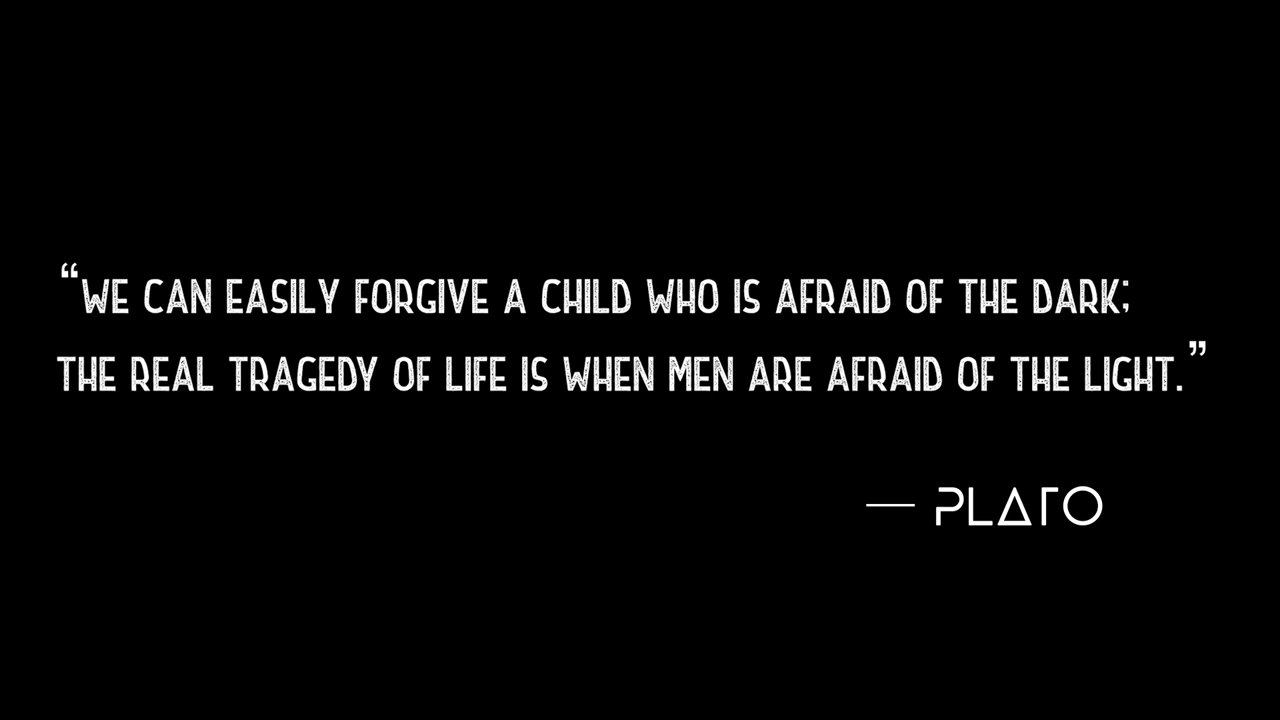 “WE CAN EASILY FORGIVE A CHILD WHO IS AFRAID OF THE DARK;
THE REAL TRAGEDY OF LIFE IS WHEN MEN ARE AFRAID OF THE LIGHT.”
— PLATO